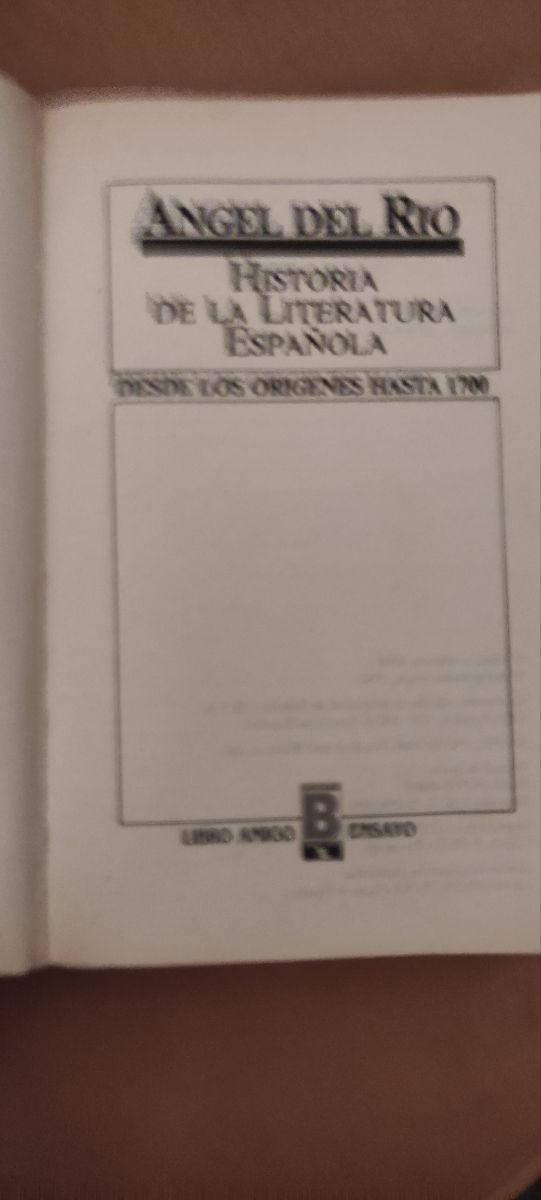 ANGEL DEL RIO
HISTORIA
DE LA LITERATURA
ESPAÑOLA
DESDE LOS ORIGENES HASTA 1700
LIBRO AMIGO B ENSAYO